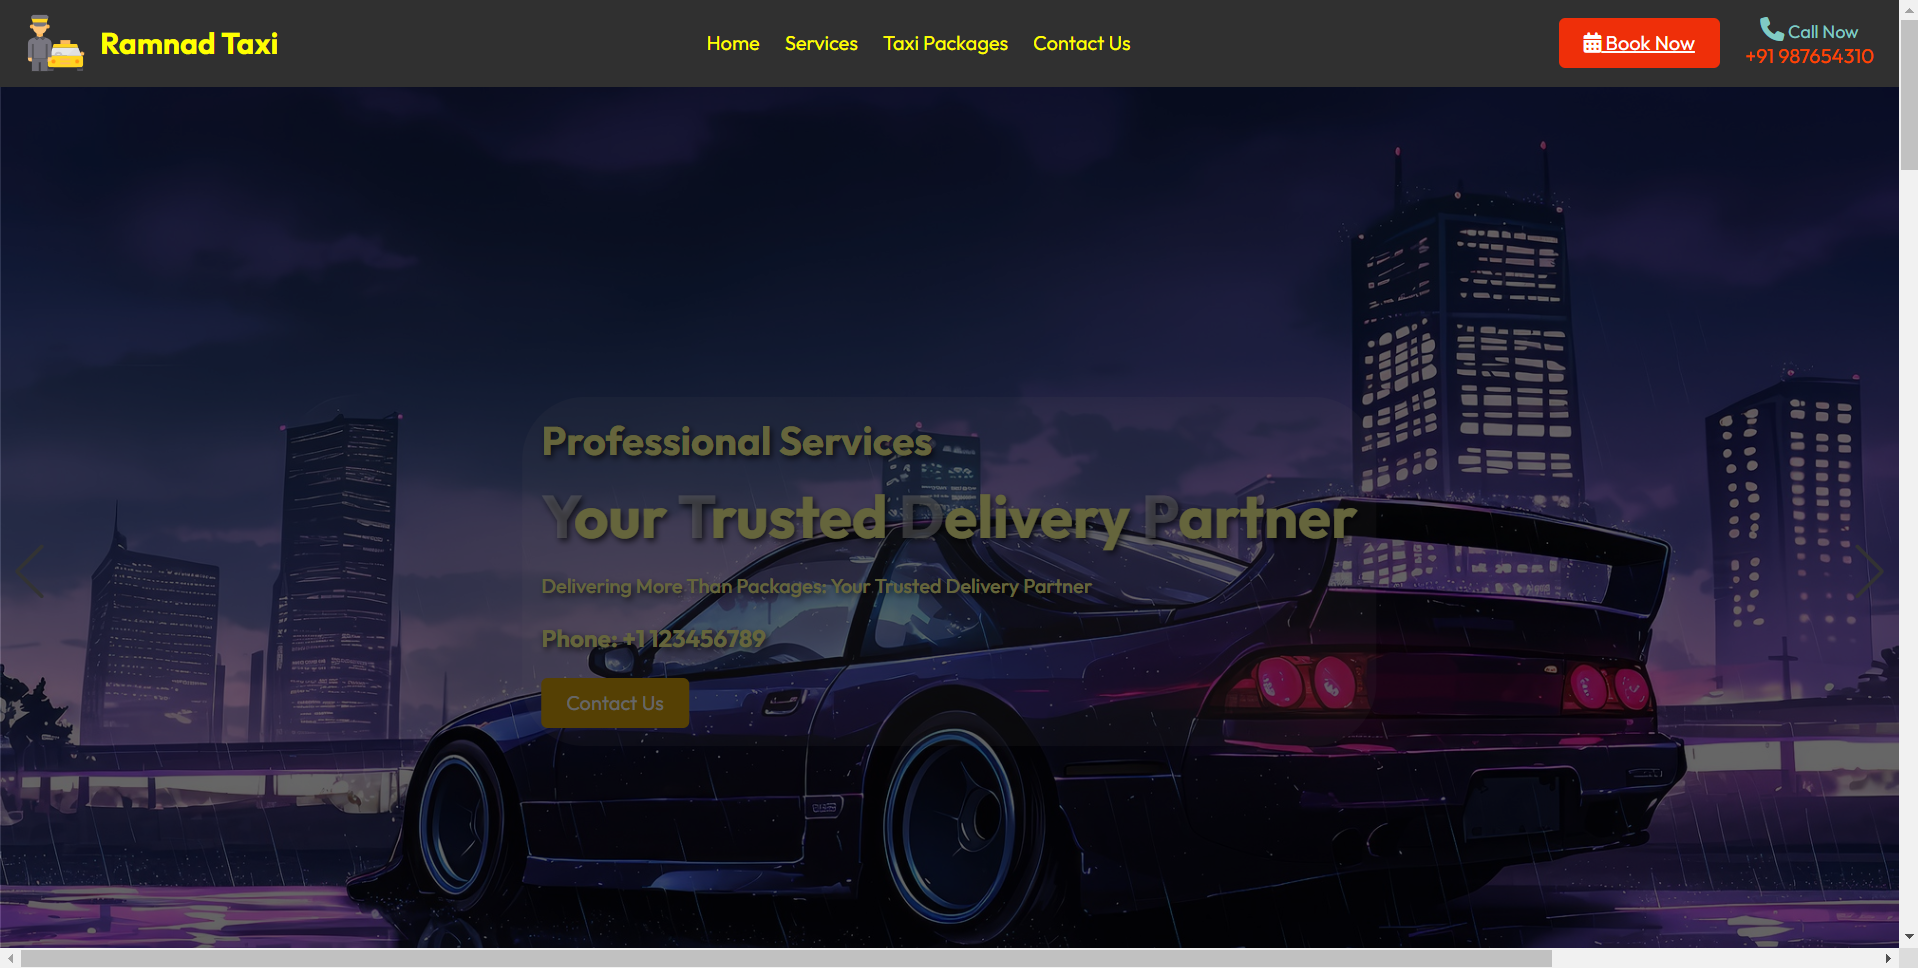 Ramnad Taxi
Home Services Taxi Packages Contact Us
Book Now
Call Now
+91 987654310
Professional Services
Your Trusted Delivery Partner
Delivering More Than Packages: Your Trusted Delivery Partner
Phone: +1 123456789
Contact Us